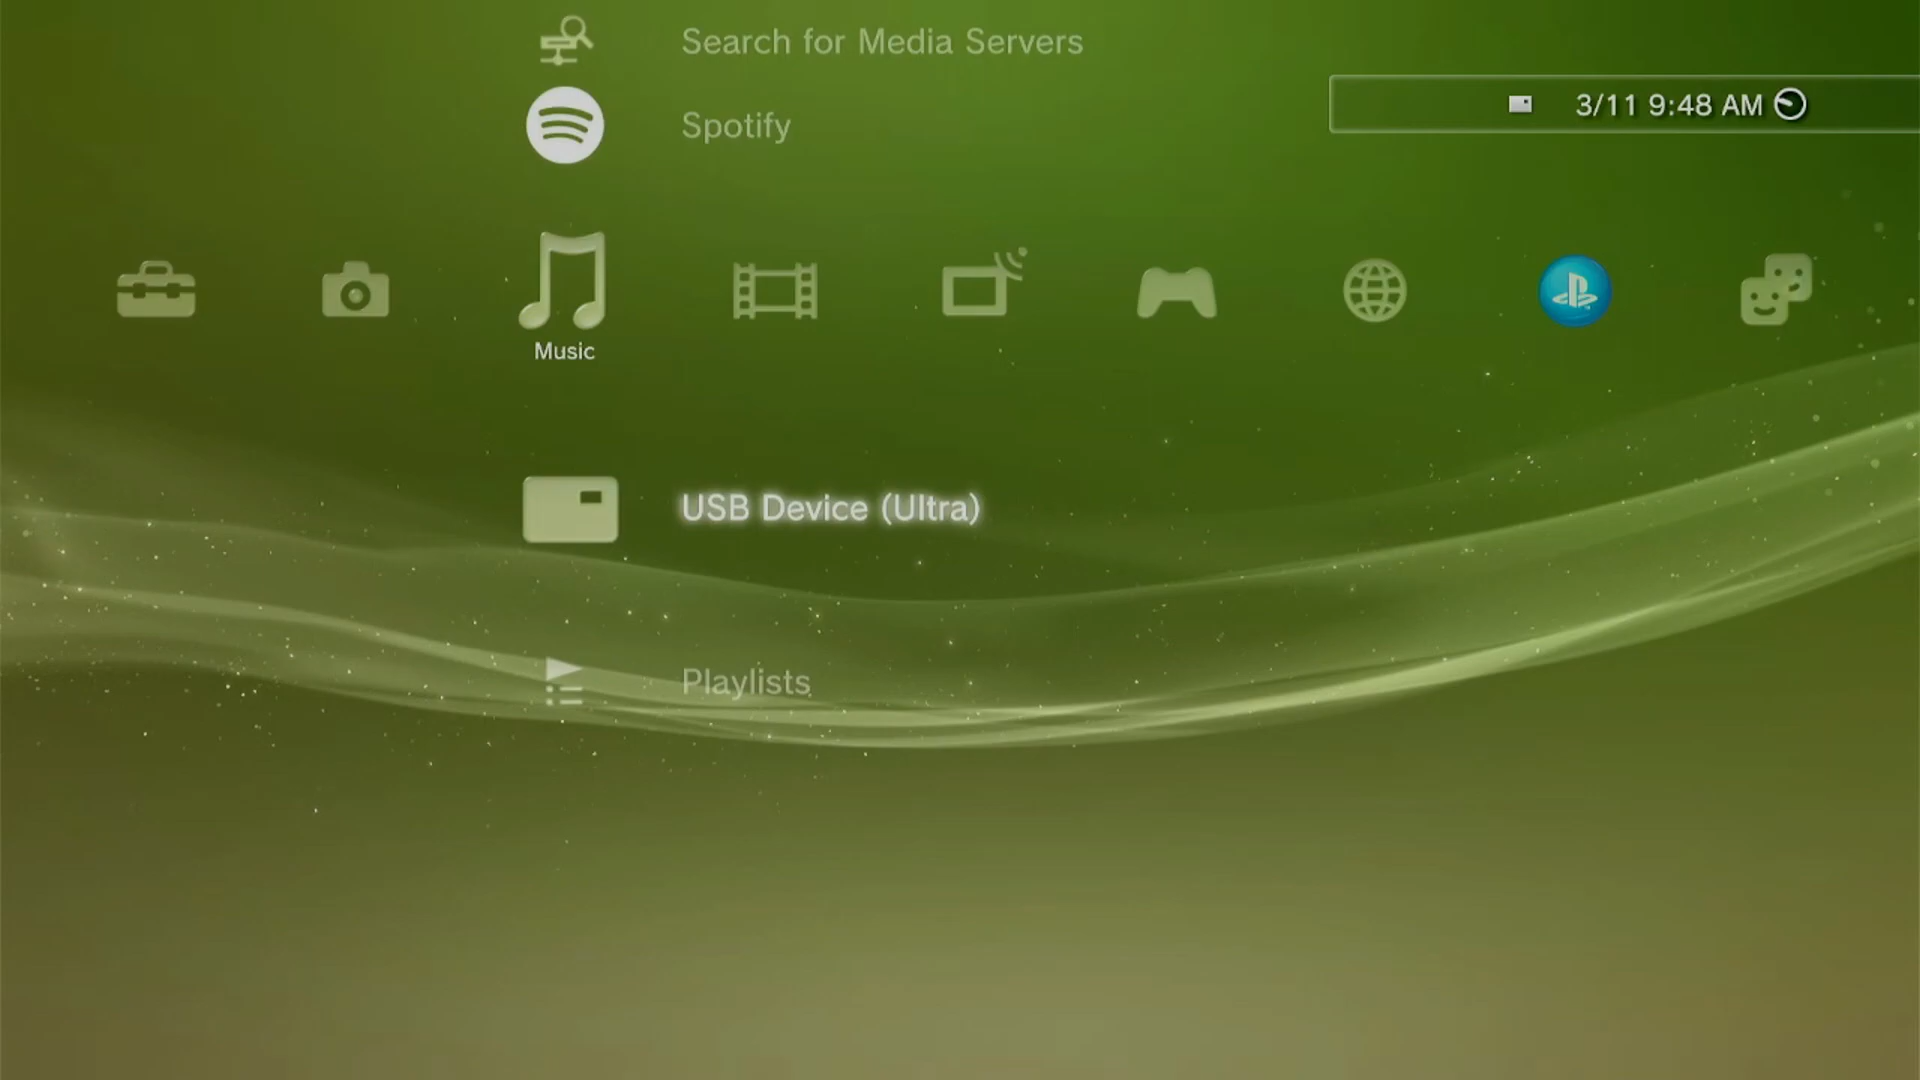 Search for Media Servers
3/11 9:48 AM
Spotify
Music
USB Device (Ultra)
Playlists